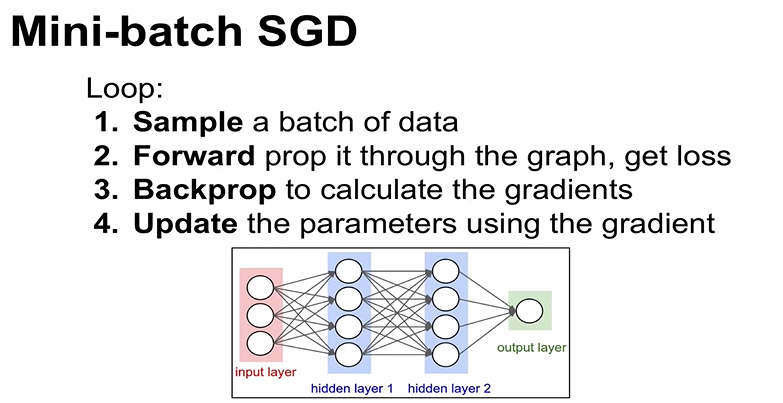 Mini-batch SGD
Loop:
1. Sample a batch of data
2. Forward prop it through the graph, get loss
3. Backprop to calculate the gradients
4. Update the parameters using the gradient
output layer
input layer
hidden layer 1 hidden layer 2